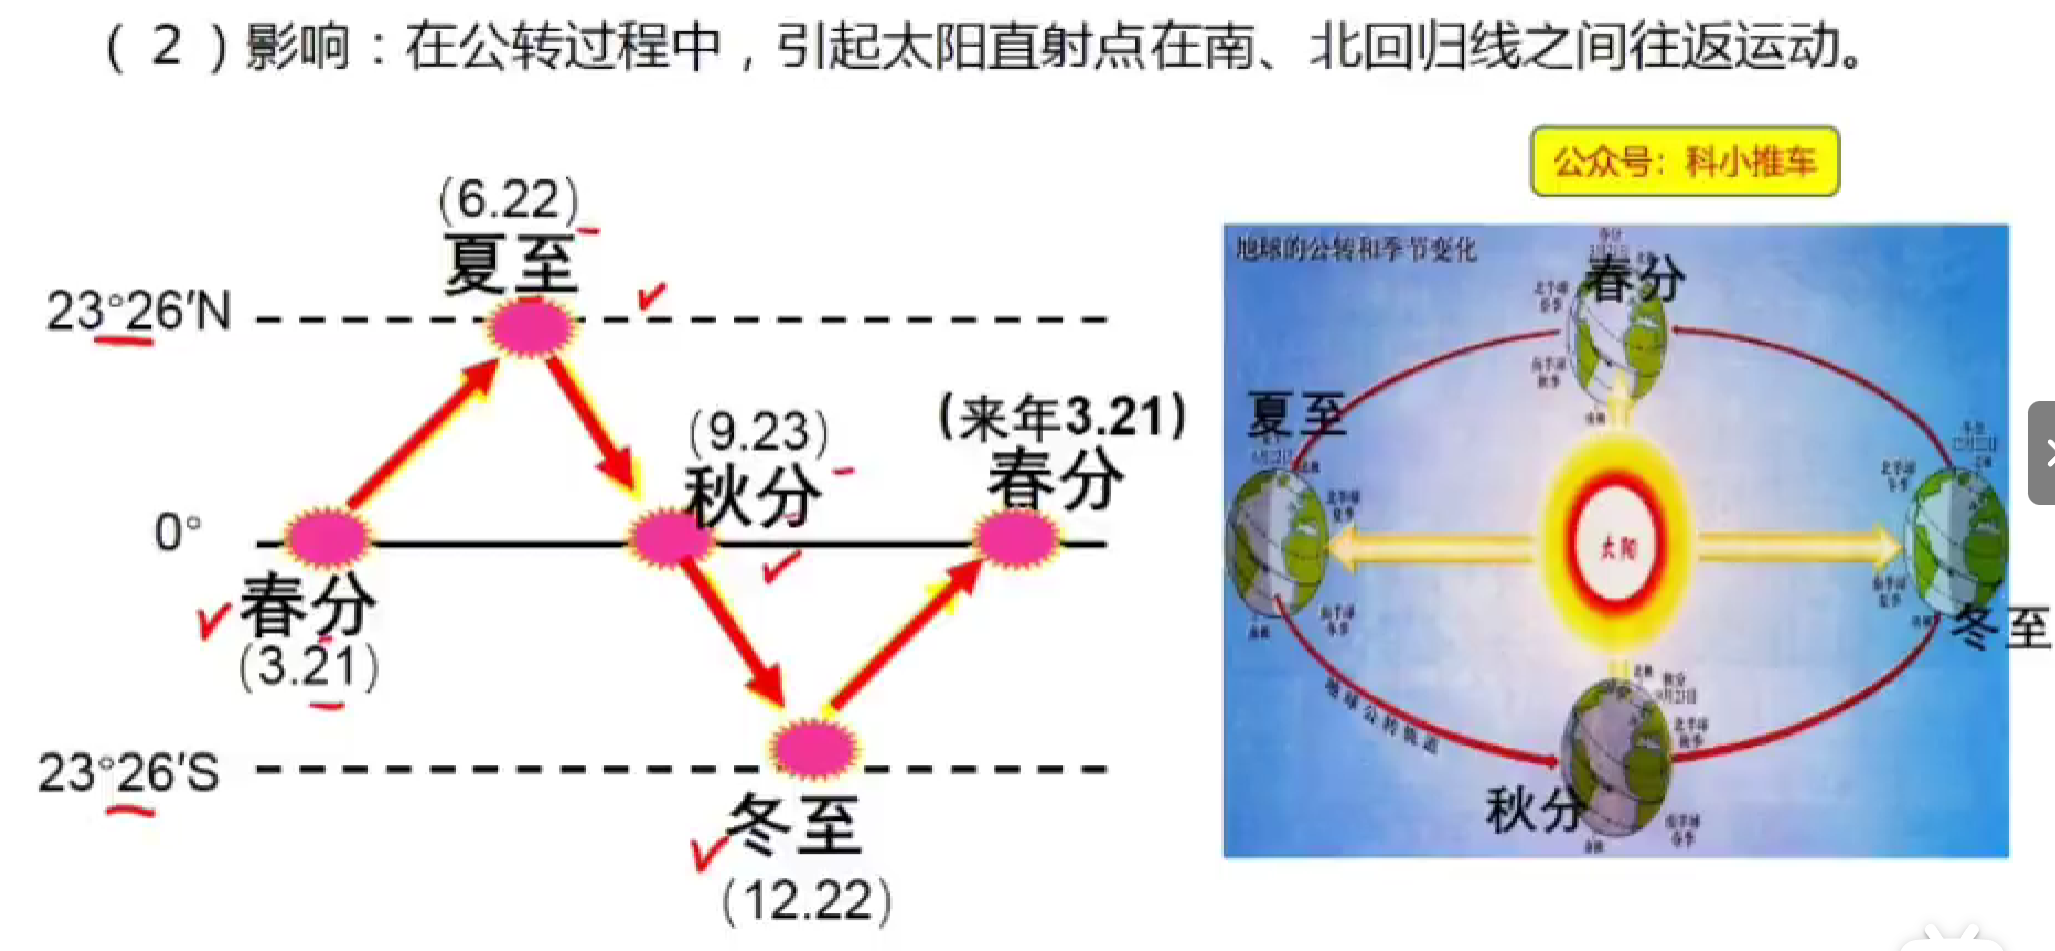 （2）影响：在公转过程中，引起太阳直射点在南、北回归线之间往返运动。
公众号：科小推车
(6.22)
夏至
23°26′N
(9.23)
秋分
(来年3.21)
春分
0°
春分
(3.21)
23°26′S
冬至
(12.22)
地球的公转和季节变化
春分
夏至
太阳
冬至
地球公转轨道
秋分